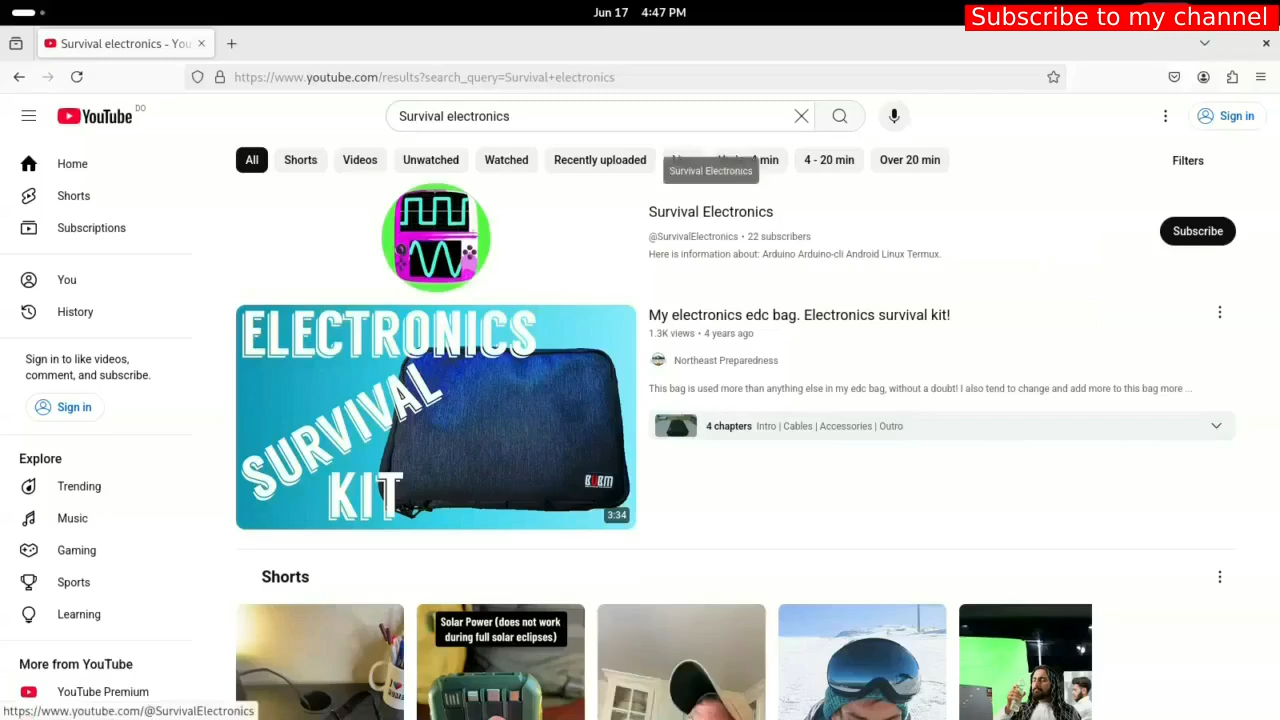 Jun 17 4:47 PM
Subscribe to my channel
Survival electronics - You
https://www.youtube.com/results?search_query=Survival+electronics
YouTube DO
Survival electronics
Sign in
All
Shorts
Videos
Unwatched
Watched
Recently uploaded
4 - 20 min
Over 20 min
Filters
Survival Electronics
Home
Shorts
Subscriptions
You
History
Sign in to like videos,
comment, and subscribe.
Sign in
Explore
Trending
Music
Gaming
Sports
Learning
More from YouTube
YouTube Premium
https://www.youtube.com/@SurvivalElectronics
Survival Electronics
@SurvivalElectronics • 22 subscribers
Here is information about: Arduino Arduino-cli Android Linux Termux.
Subscribe
ELECTRONICS
SURVIVAL
KIT
BUBM
3:34
My electronics edc bag. Electronics survival kit!
1.3K views • 4 years ago
Northeast Preparedness
This bag is used more than anything else in my edc bag, without a doubt! I also tend to change and add more to this bag more ...
4 chapters Intro | Cables | Accessories | Outro
Shorts
Solar Power (does not work
during full solar eclipses)